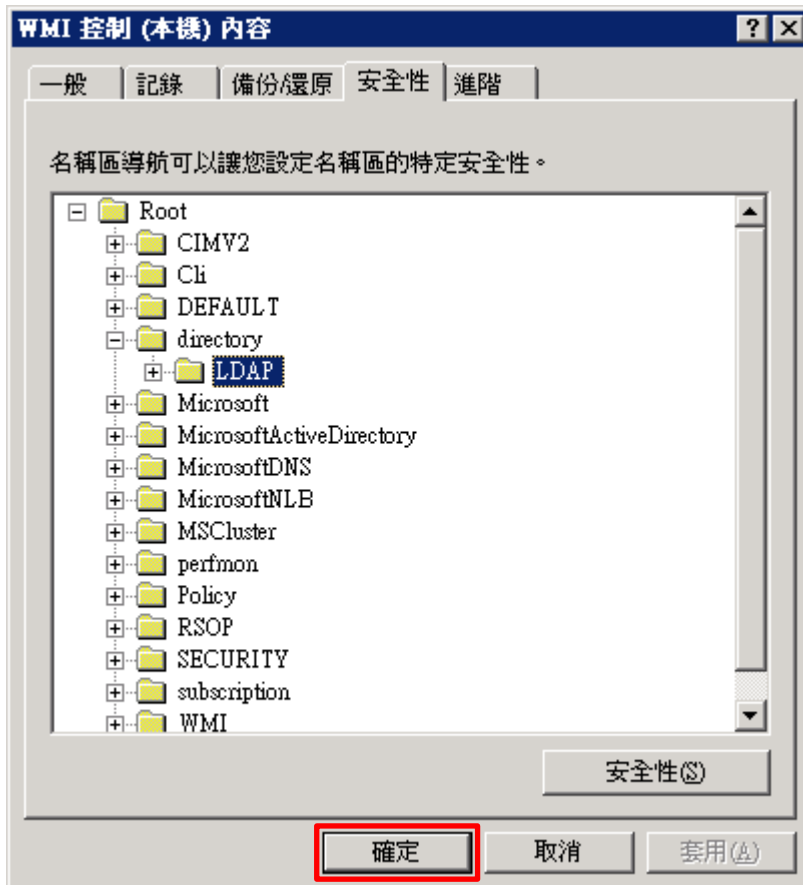 WMI 控制 (本機) 內容
一般 記錄 備份/還原 安全性 進階
名稱區導航可以讓您設定名稱區的特定安全性。
Root
CIMV2
Cli
DEFAULT
directory
LDAP
Microsoft
MicrosoftActiveDirectory
MicrosoftDNS
MicrosoftNLB
MSCluster
perfmon
Policy
RSOP
SECURITY
subscription
WMI
安全性(S)
確定 取消 套用(A)